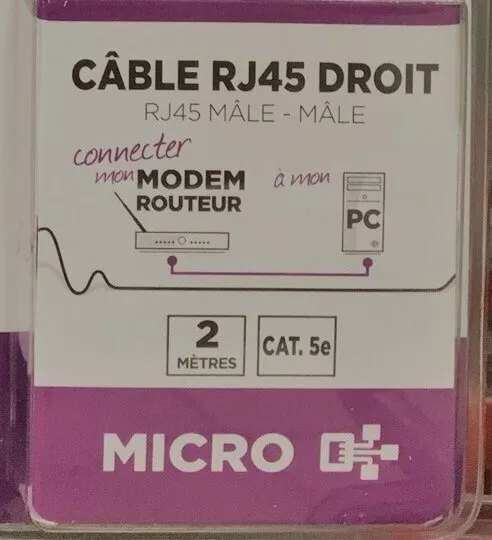 CÂBLE RJ45 DROIT
RJ45 MÂLE - MÂLE
connecter
mon MODEM à mon
ROUTEUR
PC
2
MÈTRES
CAT. 5e
MICRO